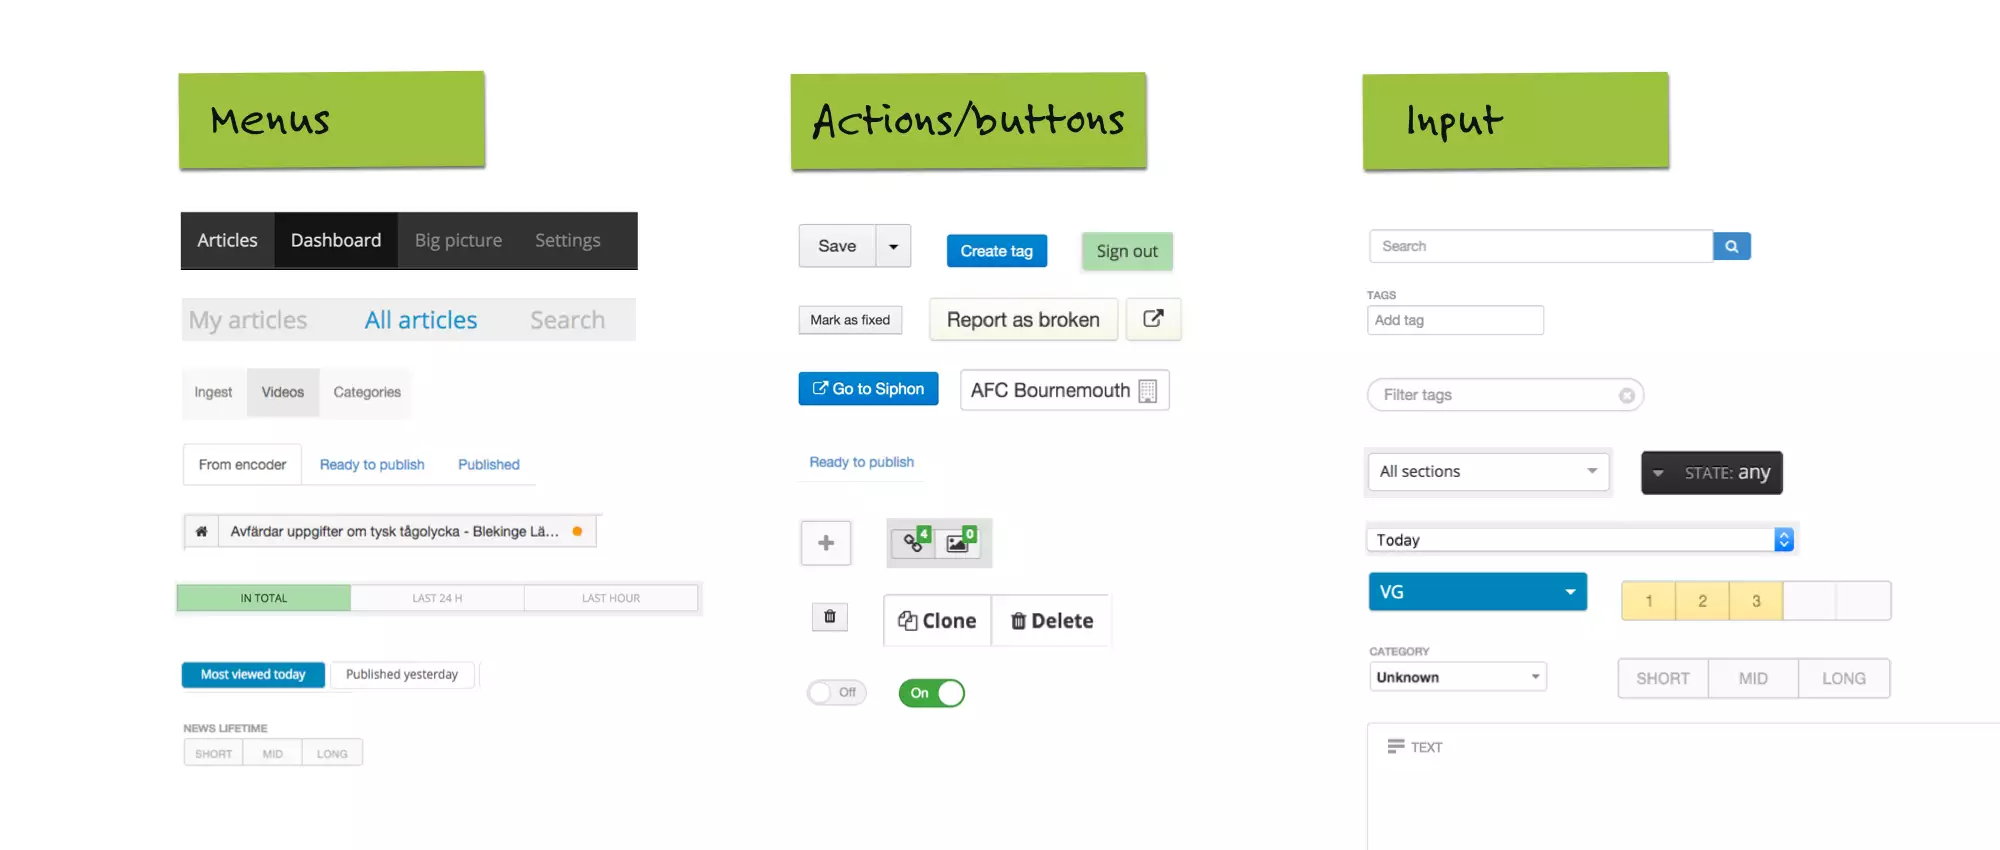 Menus
Articles Dashboard Big picture Settings
My articles All articles Search
Ingest Videos Categories
From encoder Ready to publish Published
Avfärdar uppgifter om tysk tågolycka - Blekinge Lä...
IN TOTAL LAST 24 H LAST HOUR
Most viewed today Published yesterday
NEWS LIFETIME
SHORT MID LONG
Actions/buttons
Save Create tag Sign out
Mark as fixed Report as broken
Go to Siphon AFC Bournemouth
Ready to publish
4 0
Clone Delete
Off On
Input
Search
TAGS
Add tag
Filter tags
All sections STATE: any
Today
VG 1 2 3
CATEGORY
Unknown SHORT MID LONG
TEXT